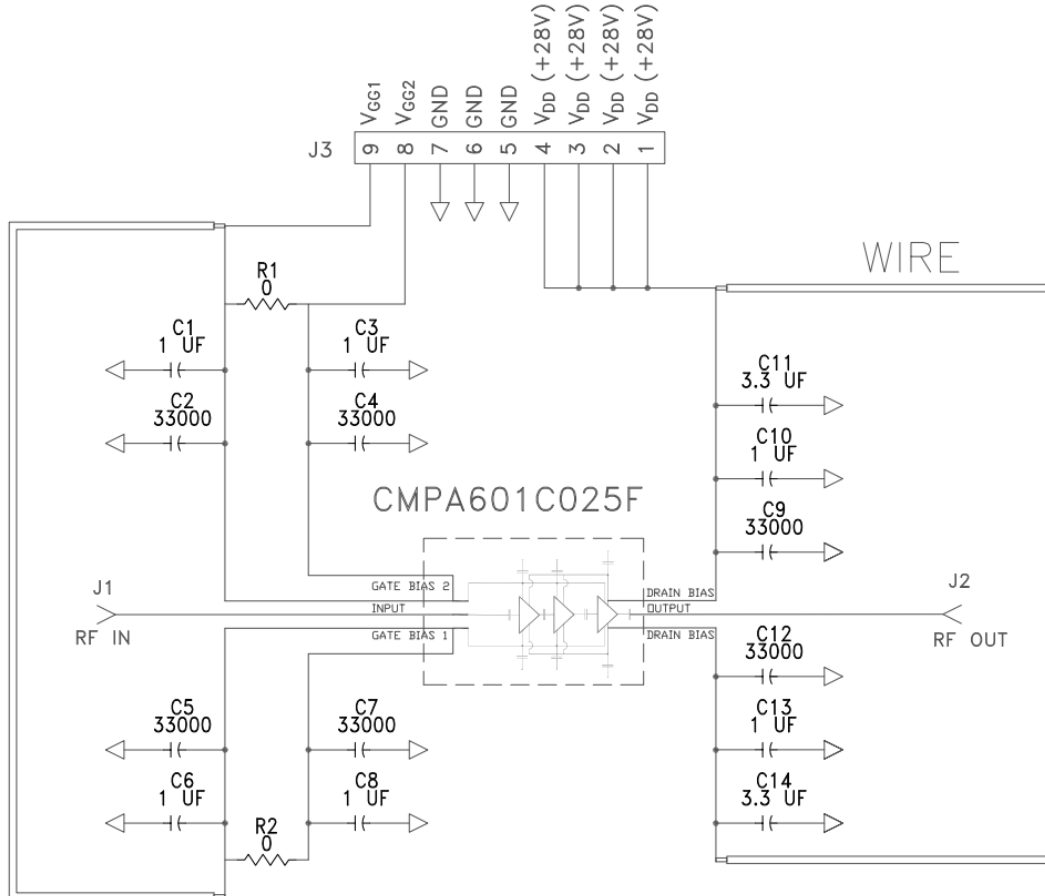 VGG1
VGG2
GND
GND
GND
VDD (+28V)
VDD (+28V)
VDD (+28V)
VDD (+28V)
J3
9 8 7 6 5 4 3 2 1
WIRE
R1
0
C1
1 UF
C3
1 UF
C2
33000
C4
33000
C11
3.3 UF
C10
1 UF
C9
33000
CMPA601C025F
J1
RF IN
GATE BIAS 2
INPUT
GATE BIAS 1
DRAIN BIAS
OUTPUT
DRAIN BIAS
J2
RF OUT
C12
33000
C5
33000
C7
33000
C13
1 UF
C6
1 UF
C8
1 UF
C14
3.3 UF
R2
0